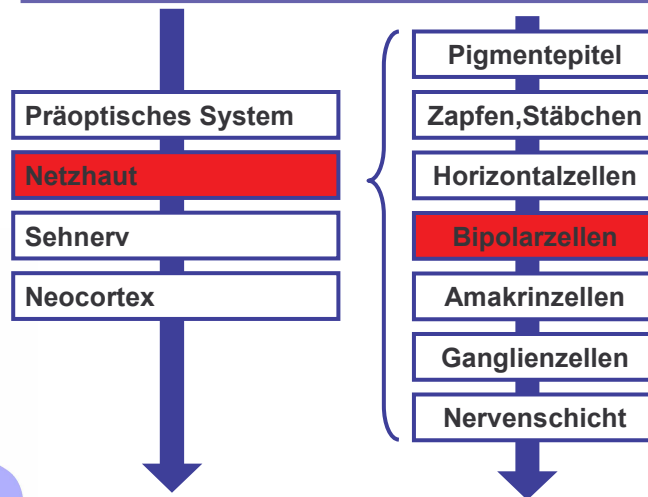 Präoptisches System
Netzhaut
Sehnerv
Neocortex
Pigmentepitel
Zapfen,Stäbchen
Horizontalzellen
Bipolarzellen
Amakrinzellen
Ganglienzellen
Nervenschicht